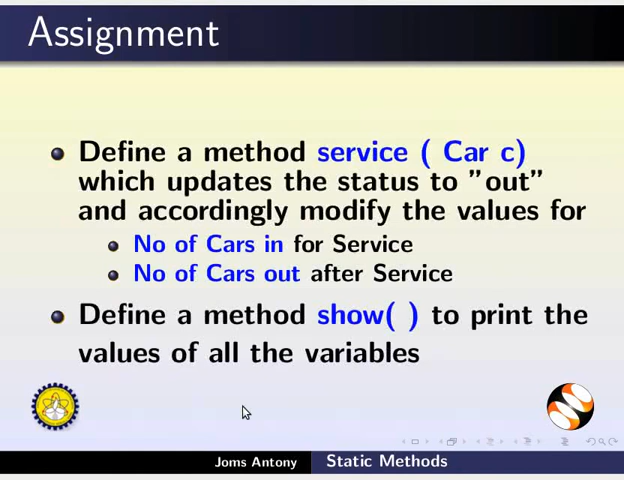 Assignment
Define a method service ( Car c)
which updates the status to "out"
and accordingly modify the values for
No of Cars in for Service
No of Cars out after Service
Define a method show( ) to print the
values of all the variables
Joms Antony Static Methods